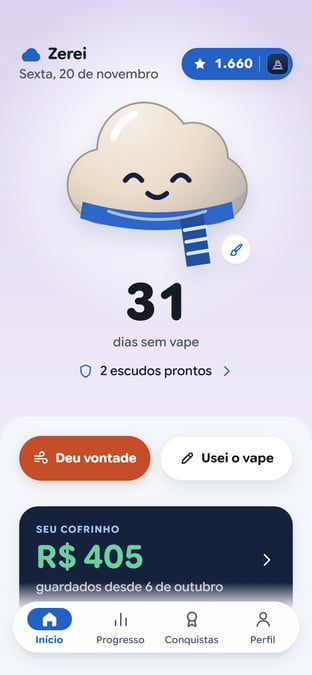 Zerei
Sexta, 20 de novembro
1.660
31
dias sem vape
2 escudos prontos
Deu vontade
Usei o vape
SEU COFRINHO
R$ 405
guardados desde 6 de outubro
Início
Progresso
Conquistas
Perfil